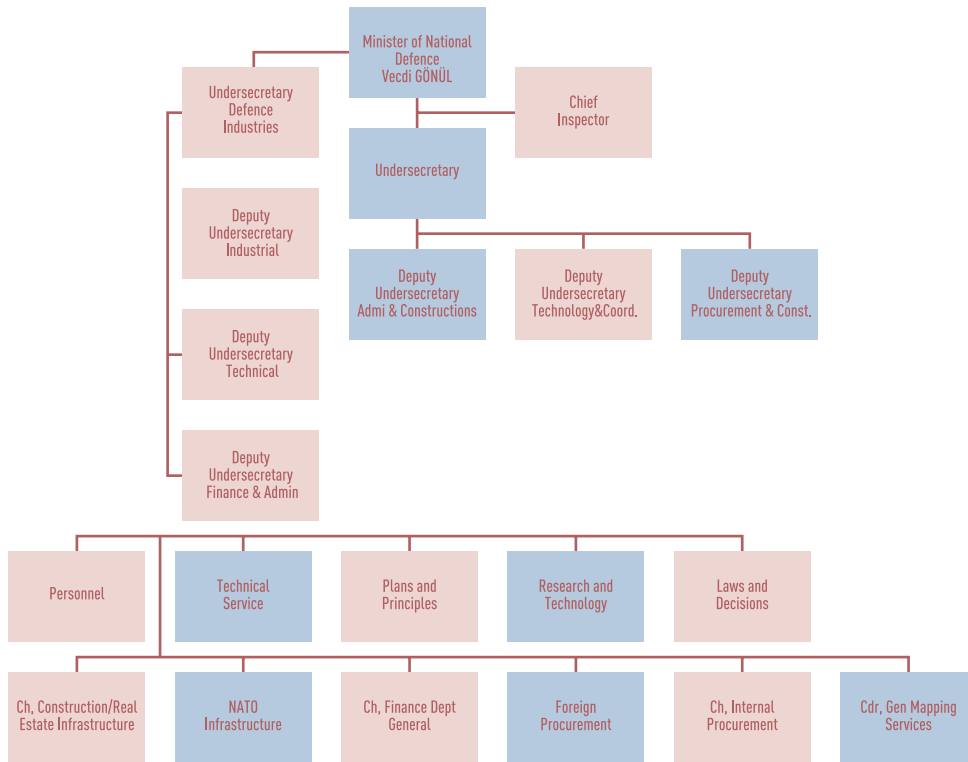 Minister of National
Defence
Vecdi GÖNÜL
Undersecretary
Defence
Industries
Chief
Inspector
Undersecretary
Deputy
Undersecretary
Industrial
Deputy
Undersecretary
Admi & Constructions
Deputy
Undersecretary
Technology&Coord.
Deputy
Undersecretary
Procurement & Const.
Deputy
Undersecretary
Technical
Deputy
Undersecretary
Finance & Admin
Personnel
Technical
Service
Plans and
Principles
Research and
Technology
Laws and
Decisions
Ch, Construction/Real
Estate Infrastructure
NATO
Infrastructure
Ch, Finance Dept
General
Foreign
Procurement
Ch, Internal
Procurement
Cdr, Gen Mapping
Services